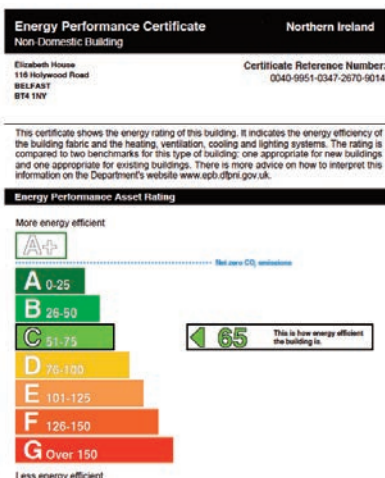 Energy Performance Certificate
Northern Ireland
Non-Domestic Building
Elizabeth House
116 Holywood Road
BELFAST
BT4 1NY
Certificate Reference Number:
0040-9951-0347-2670-9014
This certificate shows the energy rating of this building. It indicates the energy efficiency of
the building fabric and the heating, ventilation, cooling and lighting systems. The rating is
compared to two benchmarks for this type of building: one appropriate for new buildings
and one appropriate for existing buildings. There is more advice on how to interpret this
information on the Department's website www.epb.dfpni.gov.uk.
Energy Performance Asset Rating
More energy efficient
A+
Net zero CO₂ emissions
A 0-25
B 26-50
C 51-75
65
This is how energy efficient
the building is.
D 76-100
E 101-125
F 126-150
G Over 150
Less energy efficient